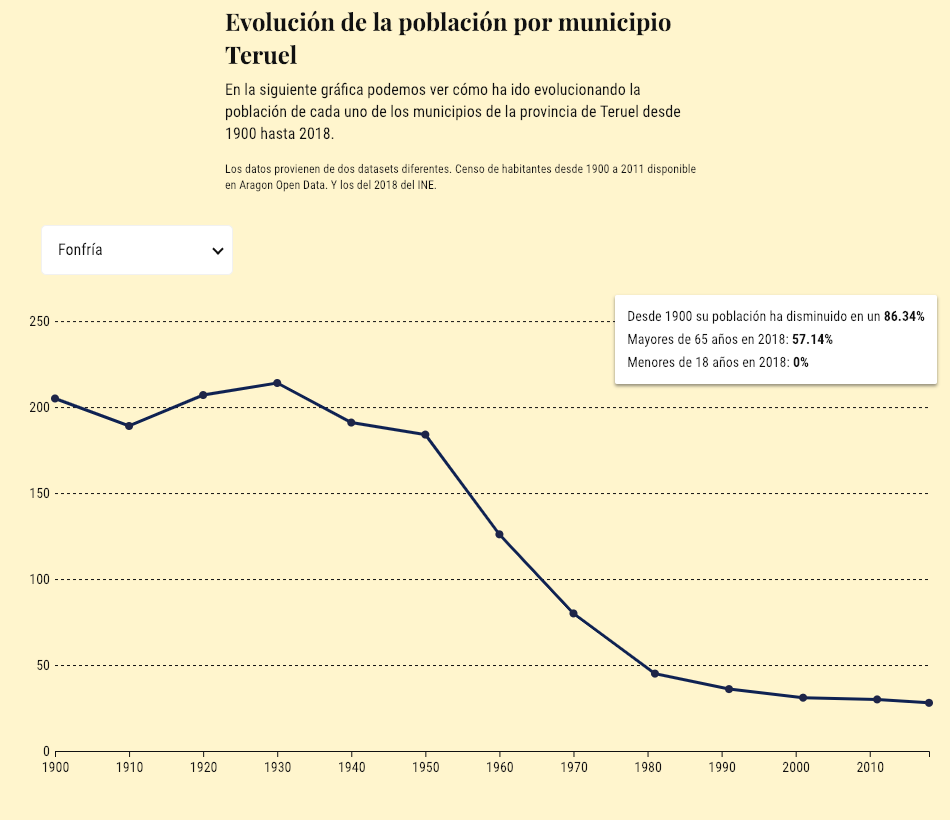 Evolución de la población por municipio
Teruel
En la siguiente gráfica podemos ver cómo ha ido evolucionando la
población de cada uno de los municipios de la provincia de Teruel desde
1900 hasta 2018.
Los datos provienen de dos datasets diferentes. Censo de habitantes desde 1900 a 2011 disponible
en Aragon Open Data. Y los del 2018 del INE.
Fonfría
Desde 1900 su población ha disminuido en un 86.34%
Mayores de 65 años en 2018: 57.14%
Menores de 18 años en 2018: 0%
250
200
150
100
50
0
1900 1910 1920 1930 1940 1950 1960 1970 1980 1990 2000 2010